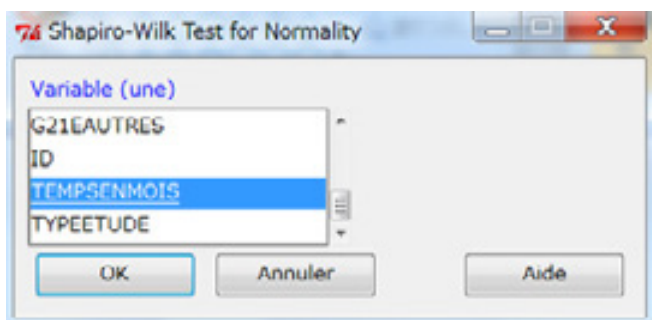 Shapiro-Wilk Test for Normality
Variable (une)
G21EAUTRES
ID
TEMPSENMOIS
TYPEETUDE
OK Annuler Aide